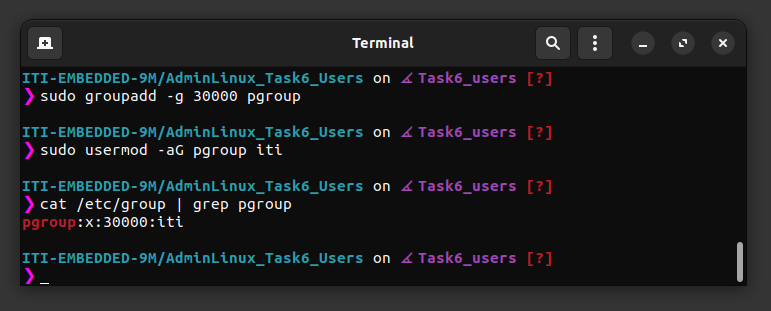 Terminal
ITI-EMBEDDED-9M/AdminLinux_Task6_Users on ∡ Task6_users [?]
❯ sudo groupadd -g 30000 pgroup
ITI-EMBEDDED-9M/AdminLinux_Task6_Users on ∡ Task6_users [?]
❯ sudo usermod -aG pgroup iti
ITI-EMBEDDED-9M/AdminLinux_Task6_Users on ∡ Task6_users [?]
❯ cat /etc/group | grep pgroup
pgroup:x:30000:iti
ITI-EMBEDDED-9M/AdminLinux_Task6_Users on ∡ Task6_users [?]
❯ _